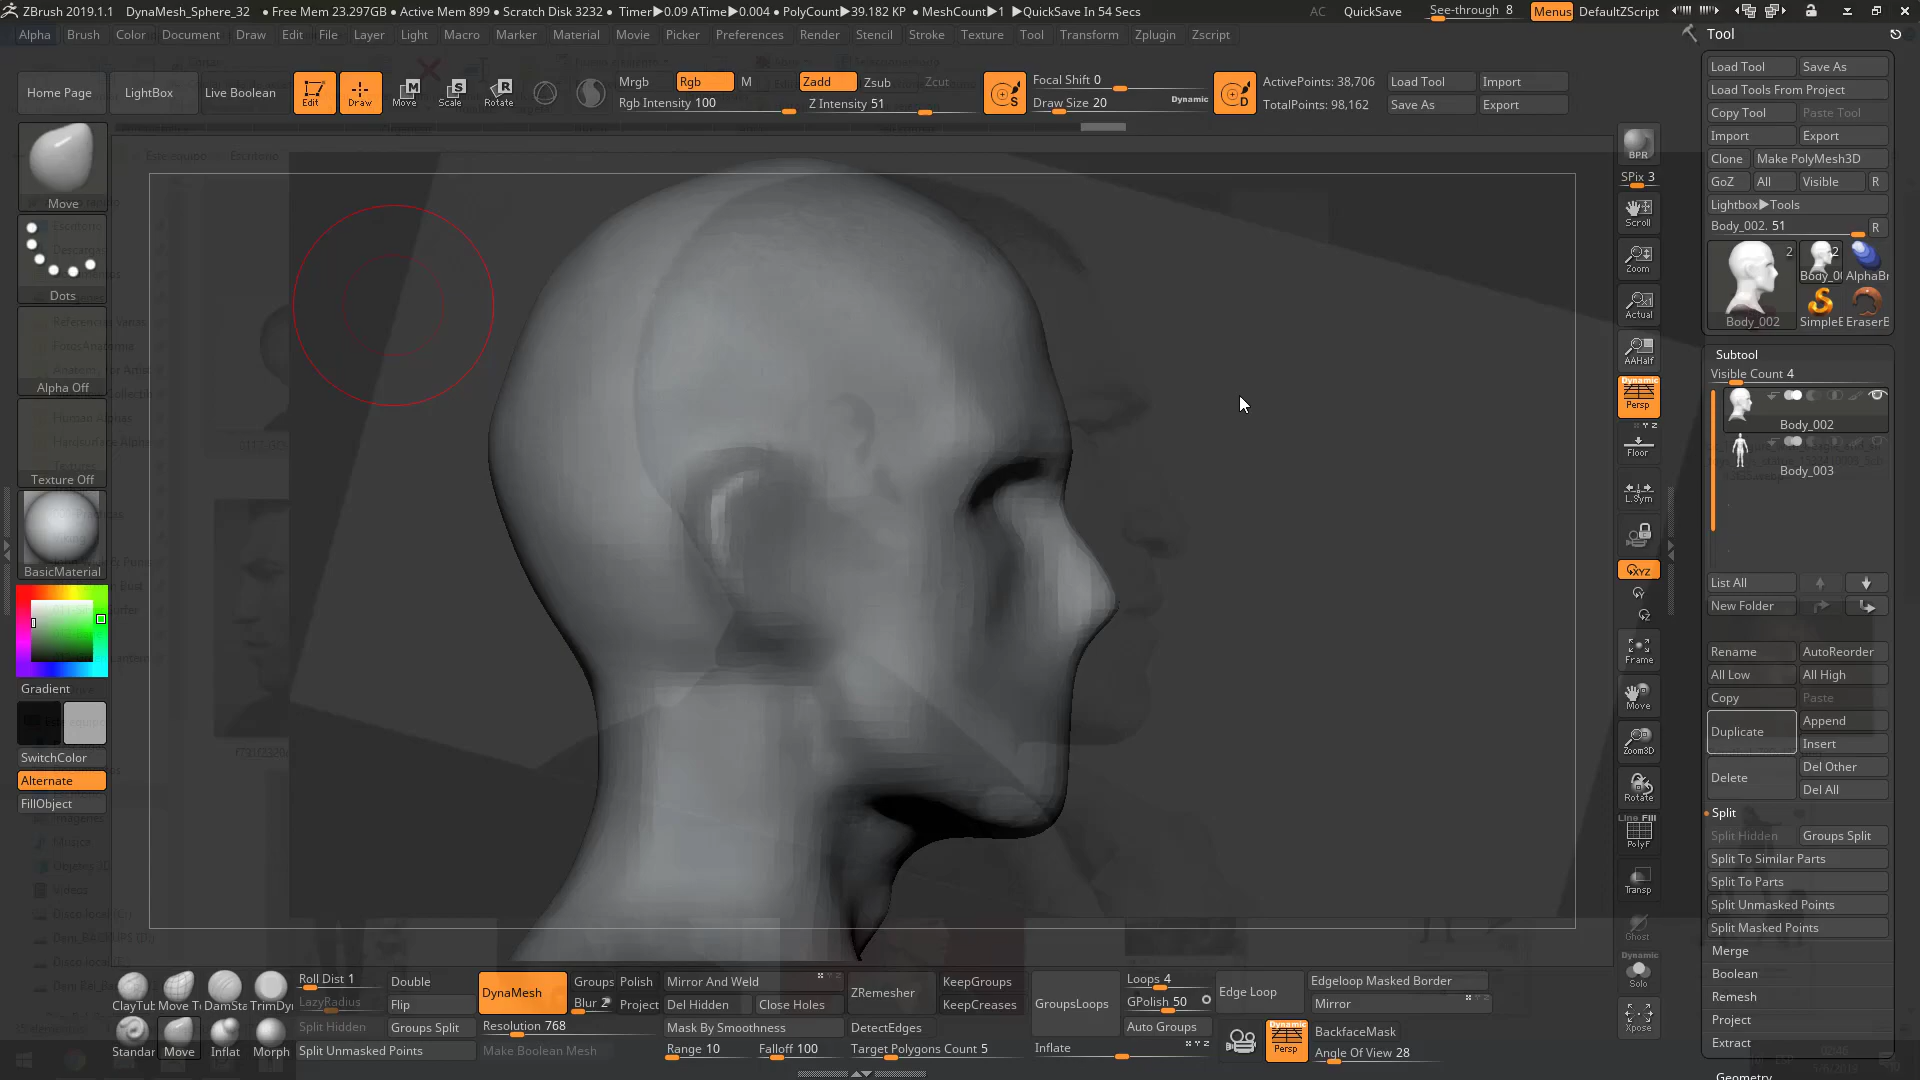 ZBrush 2019.1.1 DynaMesh_Sphere_32 ● Free Mem 23.297GB ● Active Mem 899 ● Scratch Disk 3232 ● Timer▶0.09 ATime▶0.004 ● PolyCount▶39.182 KP ● MeshCount▶1 ▶QuickSave In 54 Secs AC QuickSave See-through 8 Menus DefaultZScript
Alpha Brush Color Document Draw Edit File Layer Light Macro Marker Material Movie Picker Preferences Render Stencil Stroke Texture Tool Transform Zplugin Zscript
Tool
Home Page LightBox Live Boolean Edit Draw Move Scale Rotate
Mrgb Rgb M Zadd Zsub Zcut
Rgb Intensity 100 Z Intensity 51
Focal Shift 0
Draw Size 20 Dynamic
ActivePoints: 38,706
TotalPoints: 98,162
Load Tool Import
Save As Export
Load Tool Save As
Load Tools From Project
Copy Tool Paste Tool
Import Export
Clone Make PolyMesh3D
GoZ All Visible R
Lightbox▶Tools
Body_002. 51 R
2 2
Body_00 AlphaBr
Body_002 SimpleB EraserB
Subtool
Visible Count 4
Body_002
Body_003
List All
New Folder
Rename AutoReorder
All Low All High
Copy Paste
Duplicate Append
Insert
Delete Del Other
Del All
Split
Split Hidden Groups Split
Split To Similar Parts
Split To Parts
Split Unmasked Points
Split Masked Points
Merge
Boolean
Remesh
Project
Extract
Geometry
Move
Dots
Alpha Off
Texture Off
BasicMaterial
Gradient
SwitchColor
Alternate
FillObject
BPR
SPix 3
Scroll
Zoom
Actual
AAHalf
Dynamic
Persp
Floor
L.Sym
XYZ
Frame
Move
Zoom3D
Rotate
Line Fill
PolyF
Transp
Ghost
Dynamic
Solo
Xpose
ClayTub Move T DamSta TrimDy
Standar Move Inflat Morph
Roll Dist 1 Double
LazyRadius Flip
Split Hidden Groups Split
Split Unmasked Points
DynaMesh Groups Polish
Blur 2 Project
Resolution 768
Make Boolean Mesh
Mirror And Weld
Del Hidden Close Holes
Mask By Smoothness
Range 10 Falloff 100
ZRemesher KeepGroups
KeepCreases
DetectEdges
Target Polygons Count 5
GroupsLoops Loops 4
GPolish 50
Auto Groups
Inflate
Edge Loop Edgeloop Masked Border
Mirror
Dynamic
Persp
BackfaceMask
Angle Of View 28